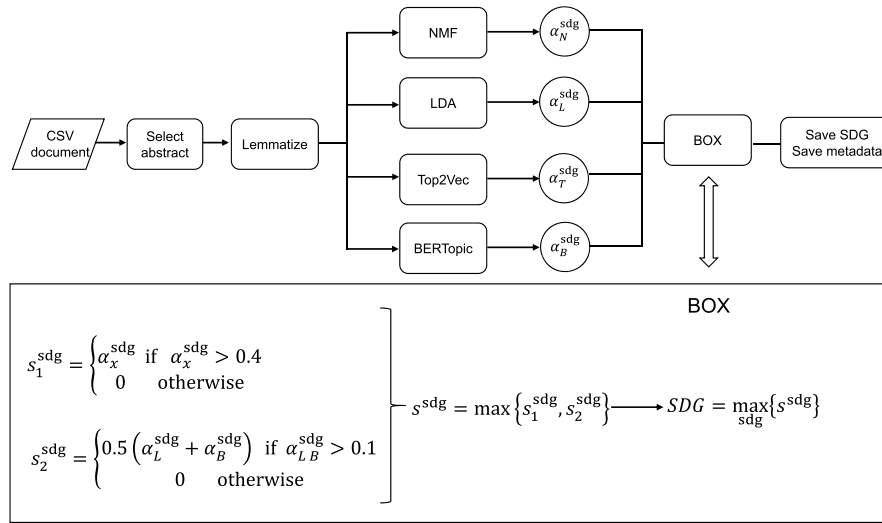 NMF
α_N^sdg
LDA
α_L^sdg
CSV
document
Select
abstract
Lemmatize
BOX
Save SDG
Save metadata
Top2Vec
α_T^sdg
BERTopic
α_B^sdg
BOX
s_1^sdg = { α_x^sdg if α_x^sdg > 0.4
0 otherwise
s^sdg = max {s_1^sdg, s_2^sdg} → SDG = max_sdg {s^sdg}
s_2^sdg = { 0.5 (α_L^sdg + α_B^sdg) if α_{L B}^sdg > 0.1
0 otherwise